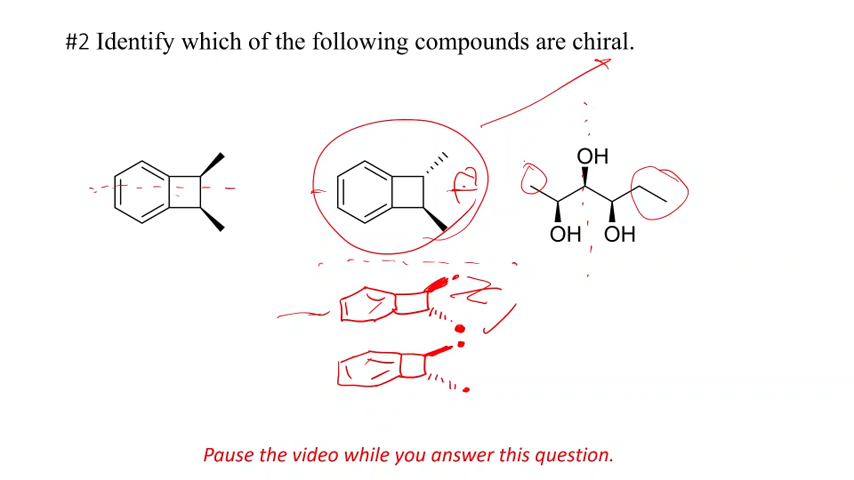 #2 Identify which of the following compounds are chiral.
OH
OH
OH
Pause the video while you answer this question.